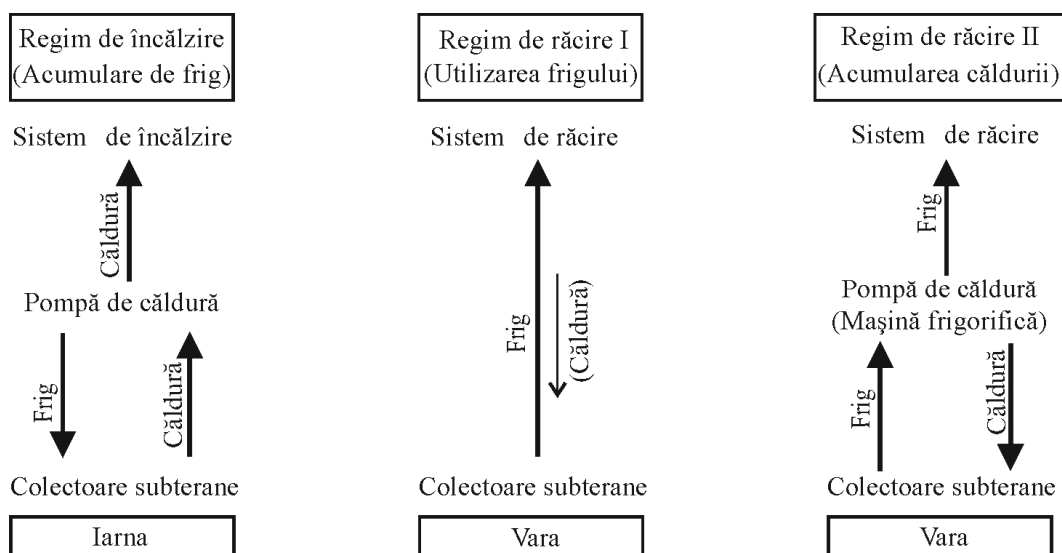 Regim de încălzire
(Acumulare de frig)
Sistem de încălzire
Căldură
Pompă de căldură
Frig
Căldură
Colectoare subterane
Iarna
Regim de răcire I
(Utilizarea frigului)
Sistem de răcire
Frig
(Căldură)
Colectoare subterane
Vara
Regim de răcire II
(Acumularea căldurii)
Sistem de răcire
Frig
Pompă de căldură
(Maşină frigorifică)
Frig
Căldură
Colectoare subterane
Vara